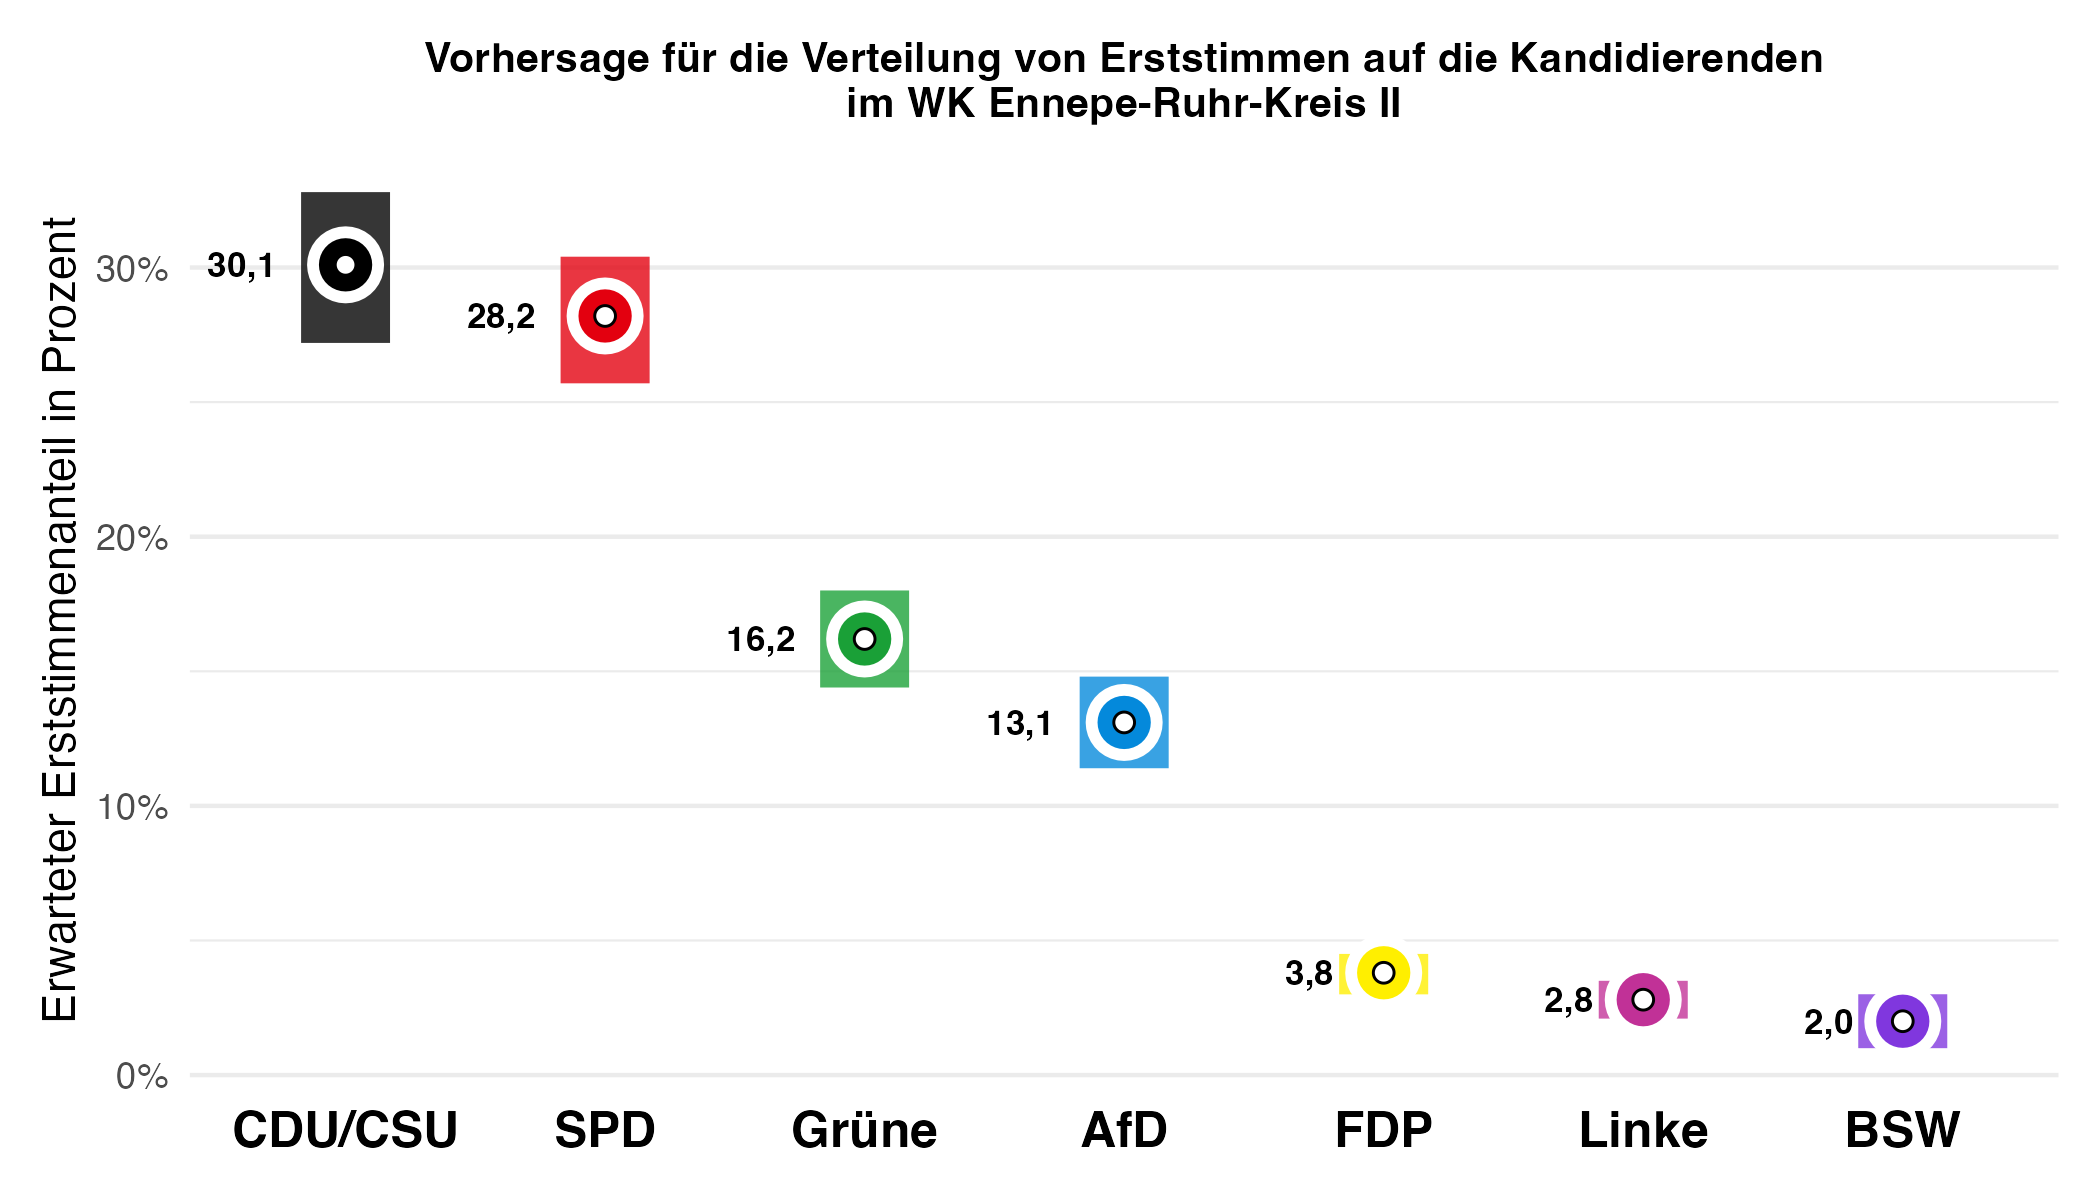 Vorhersage für die Verteilung von Erststimmen auf die Kandidierenden
im WK Ennepe-Ruhr-Kreis II
Erwarteter Erststimmenanteil in Prozent
30%
20%
10%
0%
30,1
28,2
16,2
13,1
3,8
2,8
2,0
CDU/CSU
SPD
Grüne
AfD
FDP
Linke
BSW